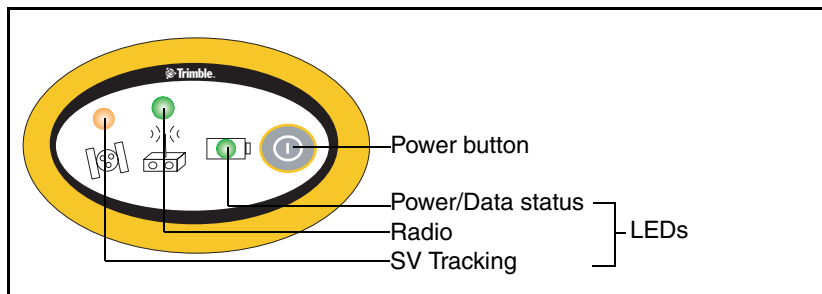 Trimble.
Power button
Power/Data status
Radio
LEDs
SV Tracking